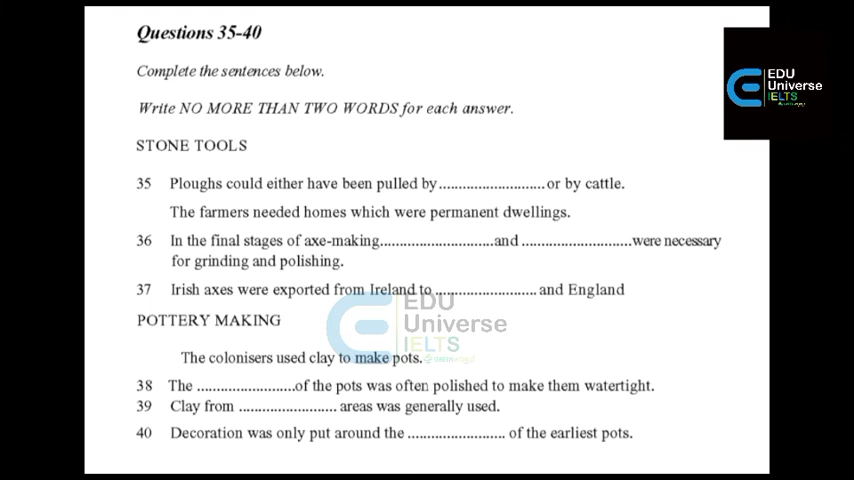 Questions 35-40
EDU
Universe
IELTS
Complete the sentences below.
Write NO MORE THAN TWO WORDS for each answer.
STONE TOOLS
35 Ploughs could either have been pulled by........................... or by cattle.
The farmers needed homes which were permanent dwellings.
36 In the final stages of axe-making.............................and ............................were necessary
for grinding and polishing.
37 Irish axes were exported from Ireland to .......................... and England
EDU
Universe
IELTS
POTTERY MAKING
The colonisers used clay to make pots.
38 The .........................of the pots was often polished to make them watertight.
39 Clay from ......................... areas was generally used.
40 Decoration was only put around the ......................... of the earliest pots.